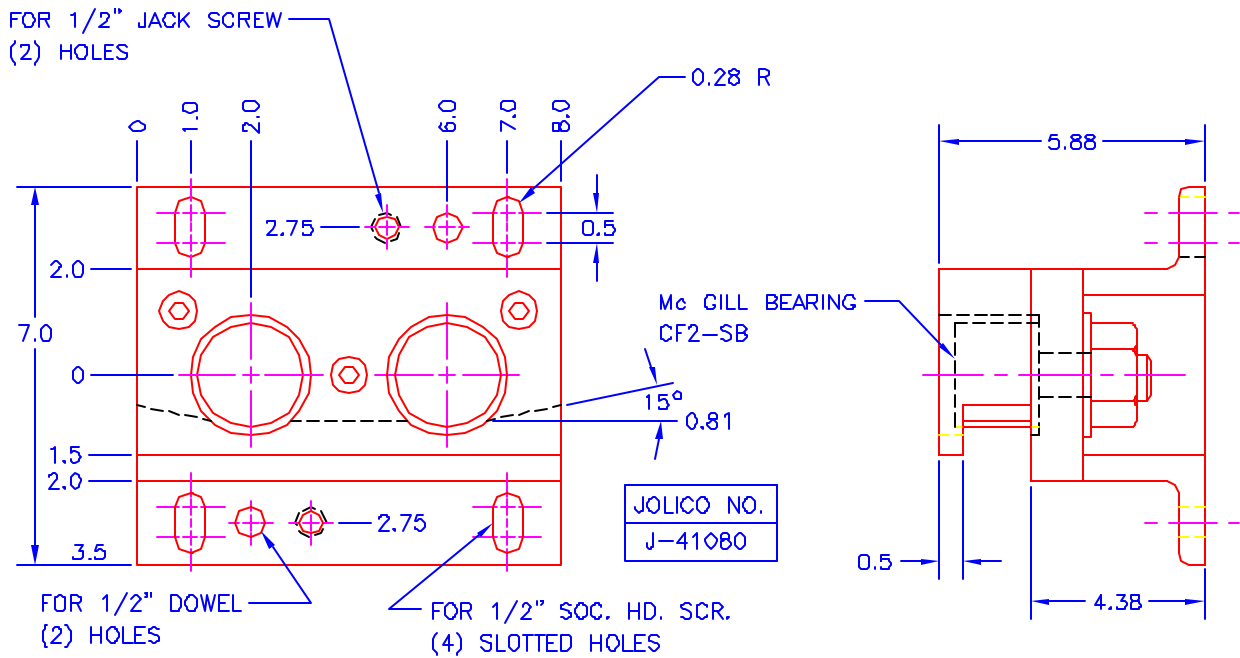 FOR 1/2" JACK SCREW
(2) HOLES
0.28 R
0
1.0
2.0
6.0
7.0
8.0
5.88
2.75
0.5
2.0
7.0
Mc GILL BEARING
CF2-SB
0
15°
0.81
1.5
2.0
JOLICO NO.
J-41080
2.75
3.5
0.5
FOR 1/2" DOWEL
(2) HOLES
FOR 1/2" SOC. HD. SCR.
(4) SLOTTED HOLES
4.38